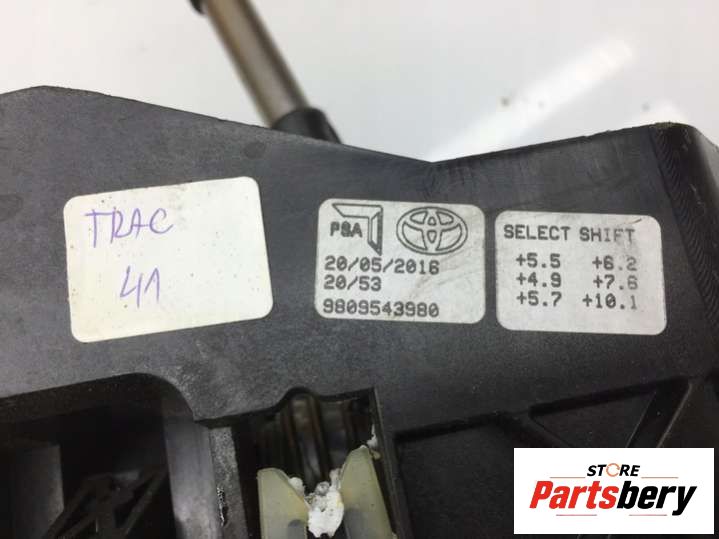 TRAC
4A
PSA
20/05/2016
20/53
9809543980
SELECT SHIFT
+5.5 +6.2
+4.9 +7.6
+5.7 +10.1
STORE
Partsbery